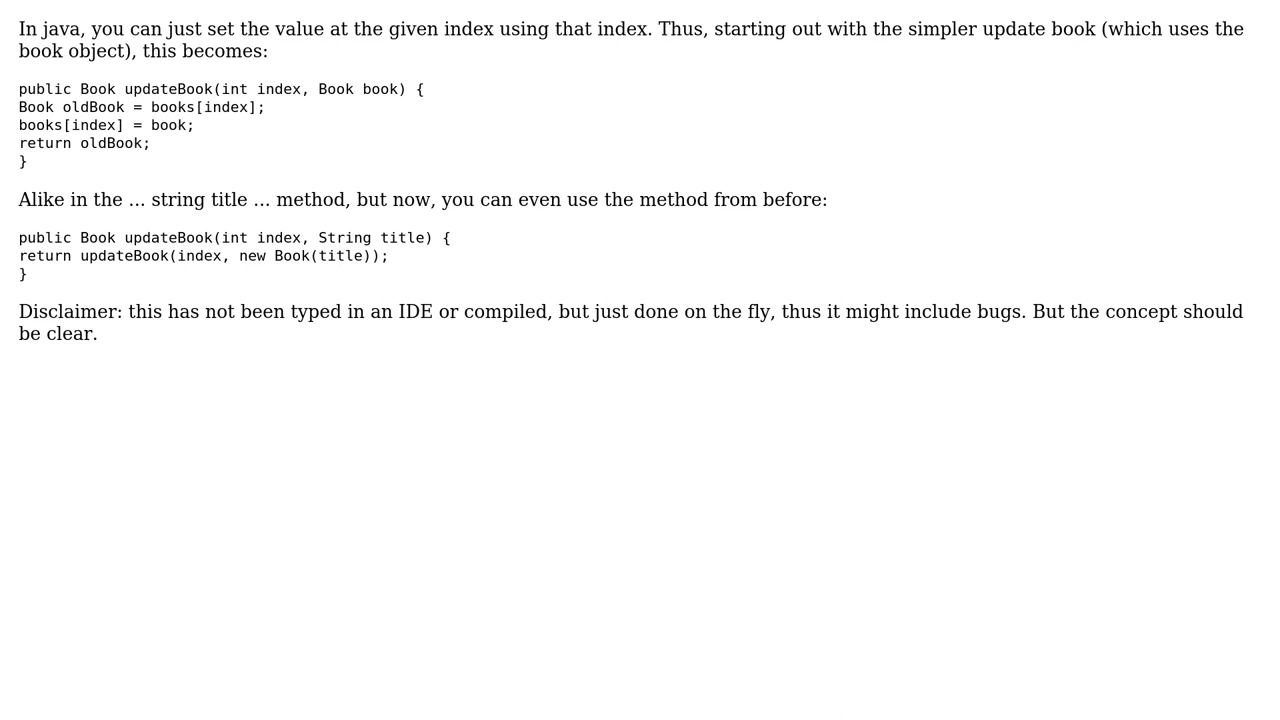 In java, you can just set the value at the given index using that index. Thus, starting out with the simpler update book (which uses the
book object), this becomes:
public Book updateBook(int index, Book book) {
Book oldBook = books[index];
books[index] = book;
return oldBook;
}
Alike in the ... string title ... method, but now, you can even use the method from before:
public Book updateBook(int index, String title) {
return updateBook(index, new Book(title));
}
Disclaimer: this has not been typed in an IDE or compiled, but just done on the fly, thus it might include bugs. But the concept should
be clear.